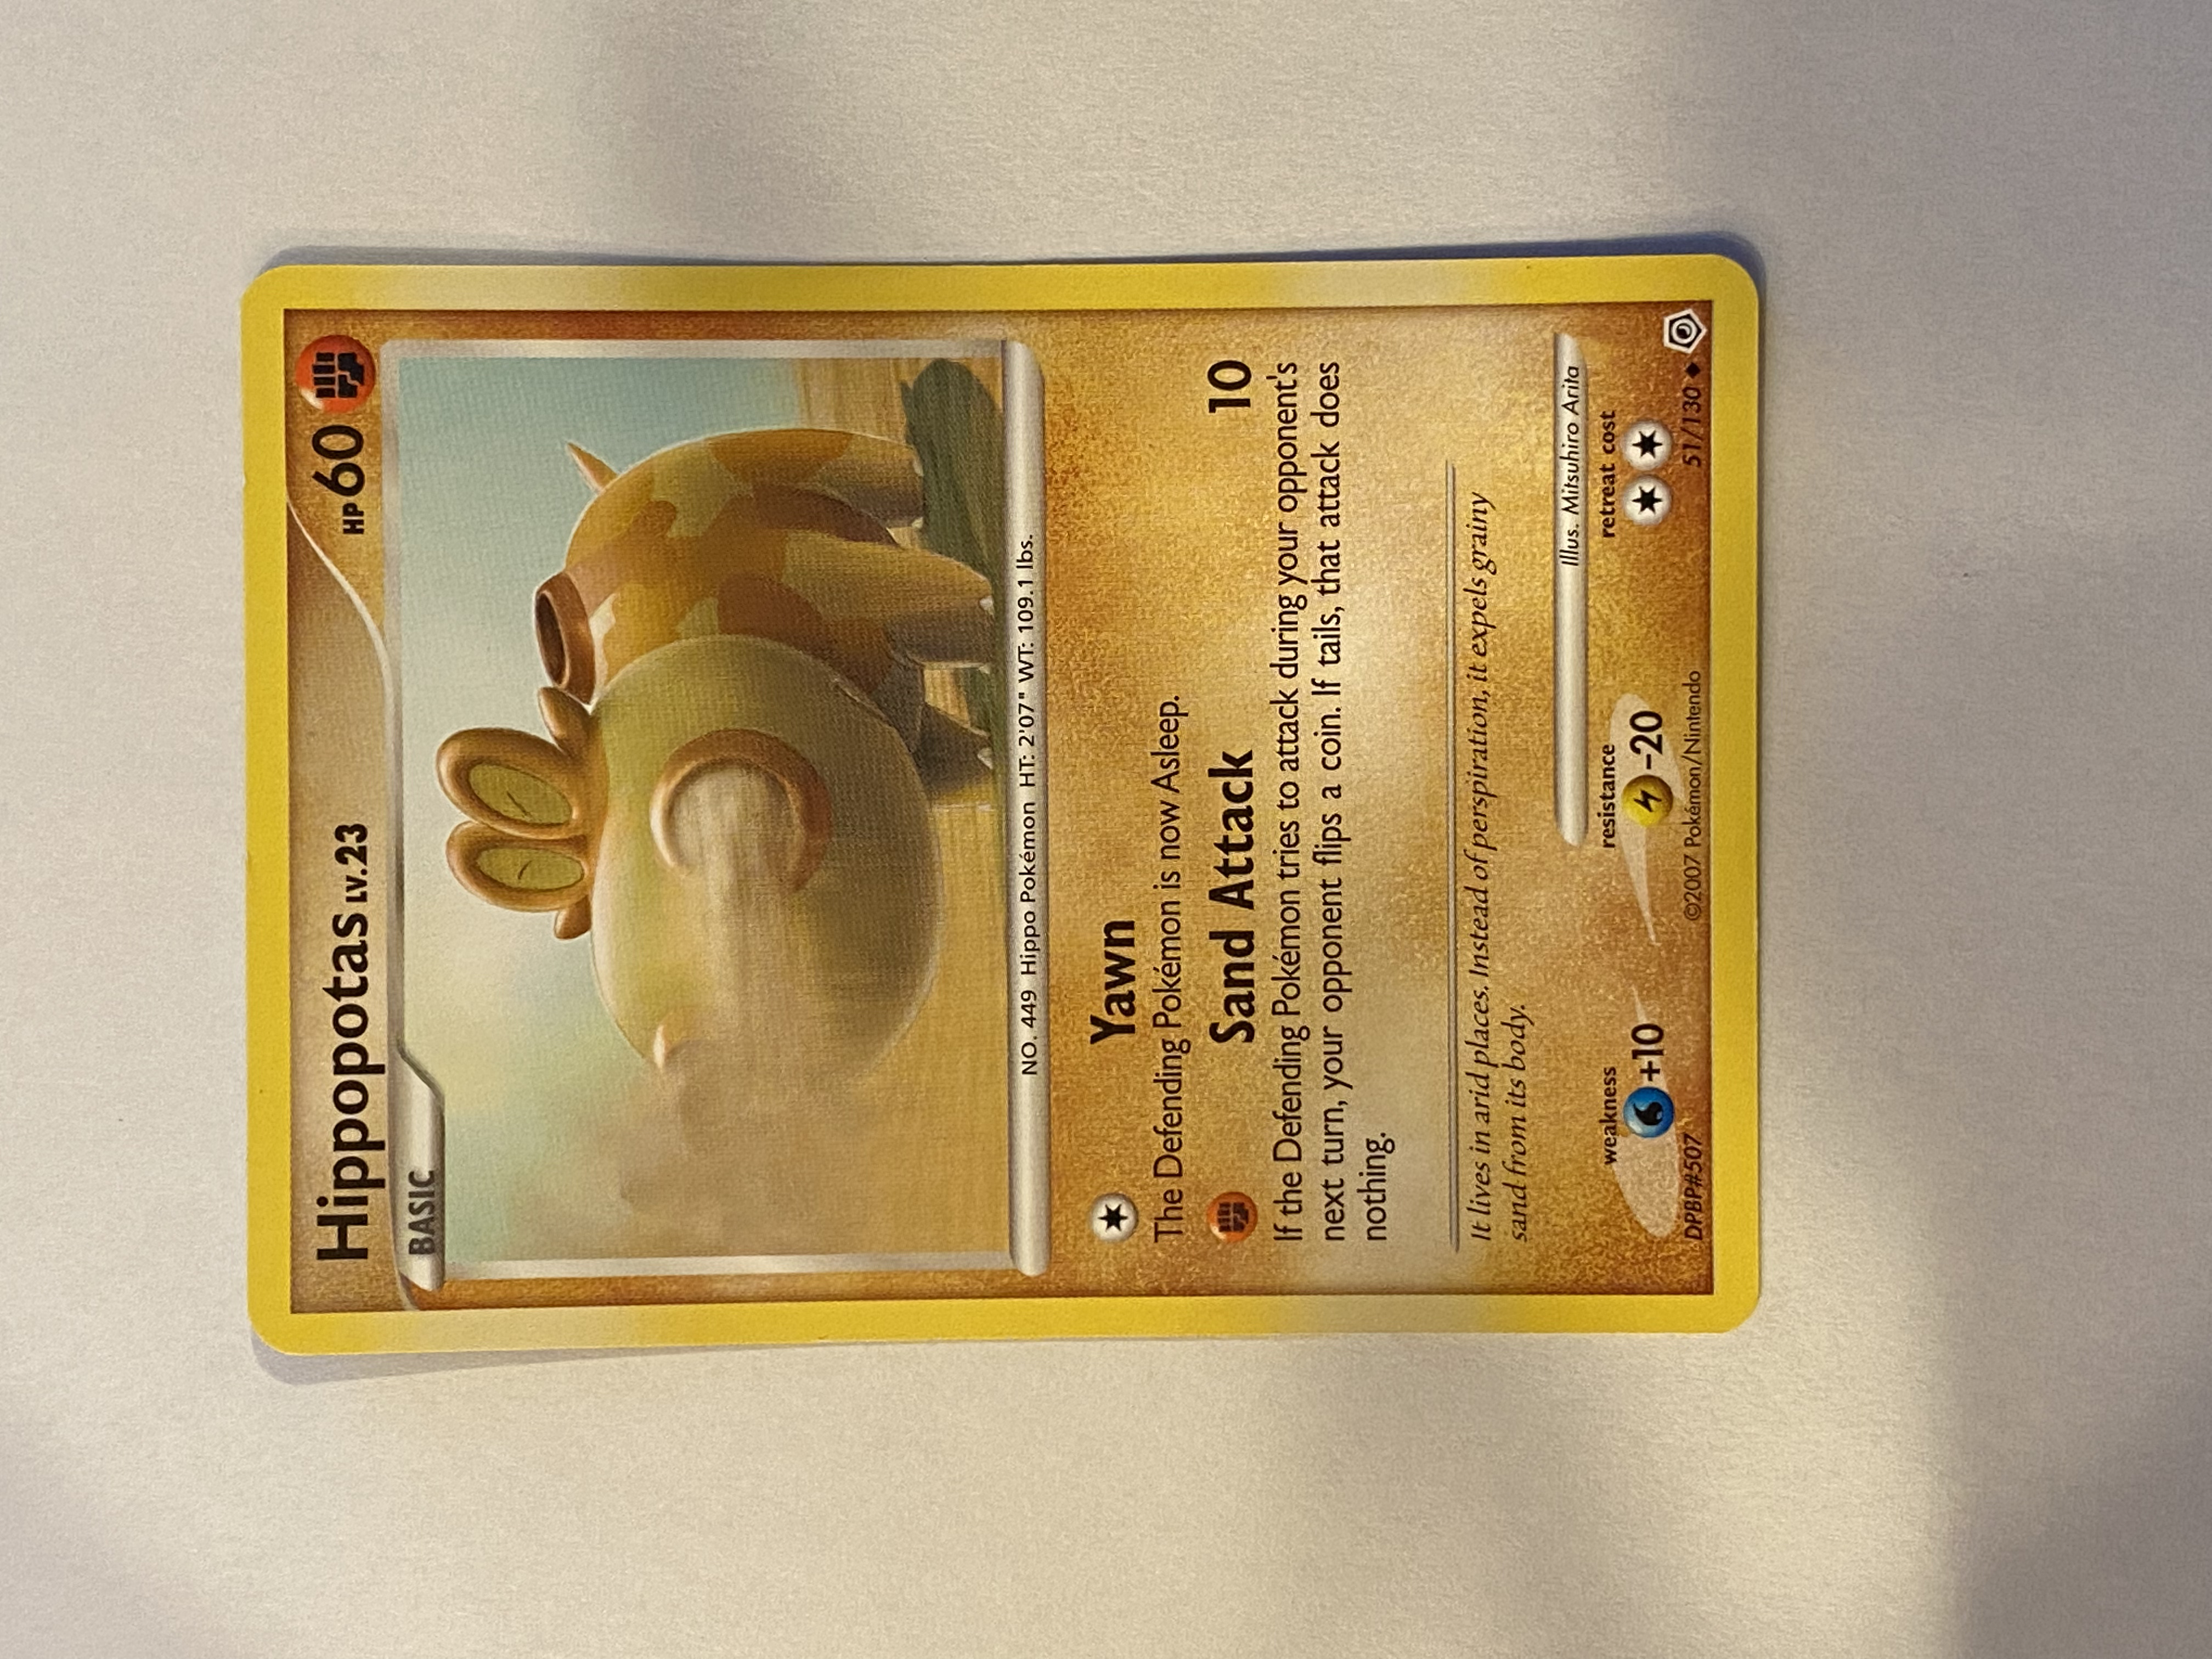 Hippopotas LV.23 HP 60
BASIC
NO. 449 Hippo Pokémon HT: 2'07" WT: 109.1 lbs.
Yawn
The Defending Pokémon is now Asleep.
Sand Attack 10
If the Defending Pokémon tries to attack during your opponent's
next turn, your opponent flips a coin. If tails, that attack does
nothing.
It lives in arid places. Instead of perspiration, it expels grainy
sand from its body.
Illus. Mitsuhiro Arita
weakness resistance retreat cost
+10 -20
DPBP#507 ©2007 Pokémon/Nintendo 51/130